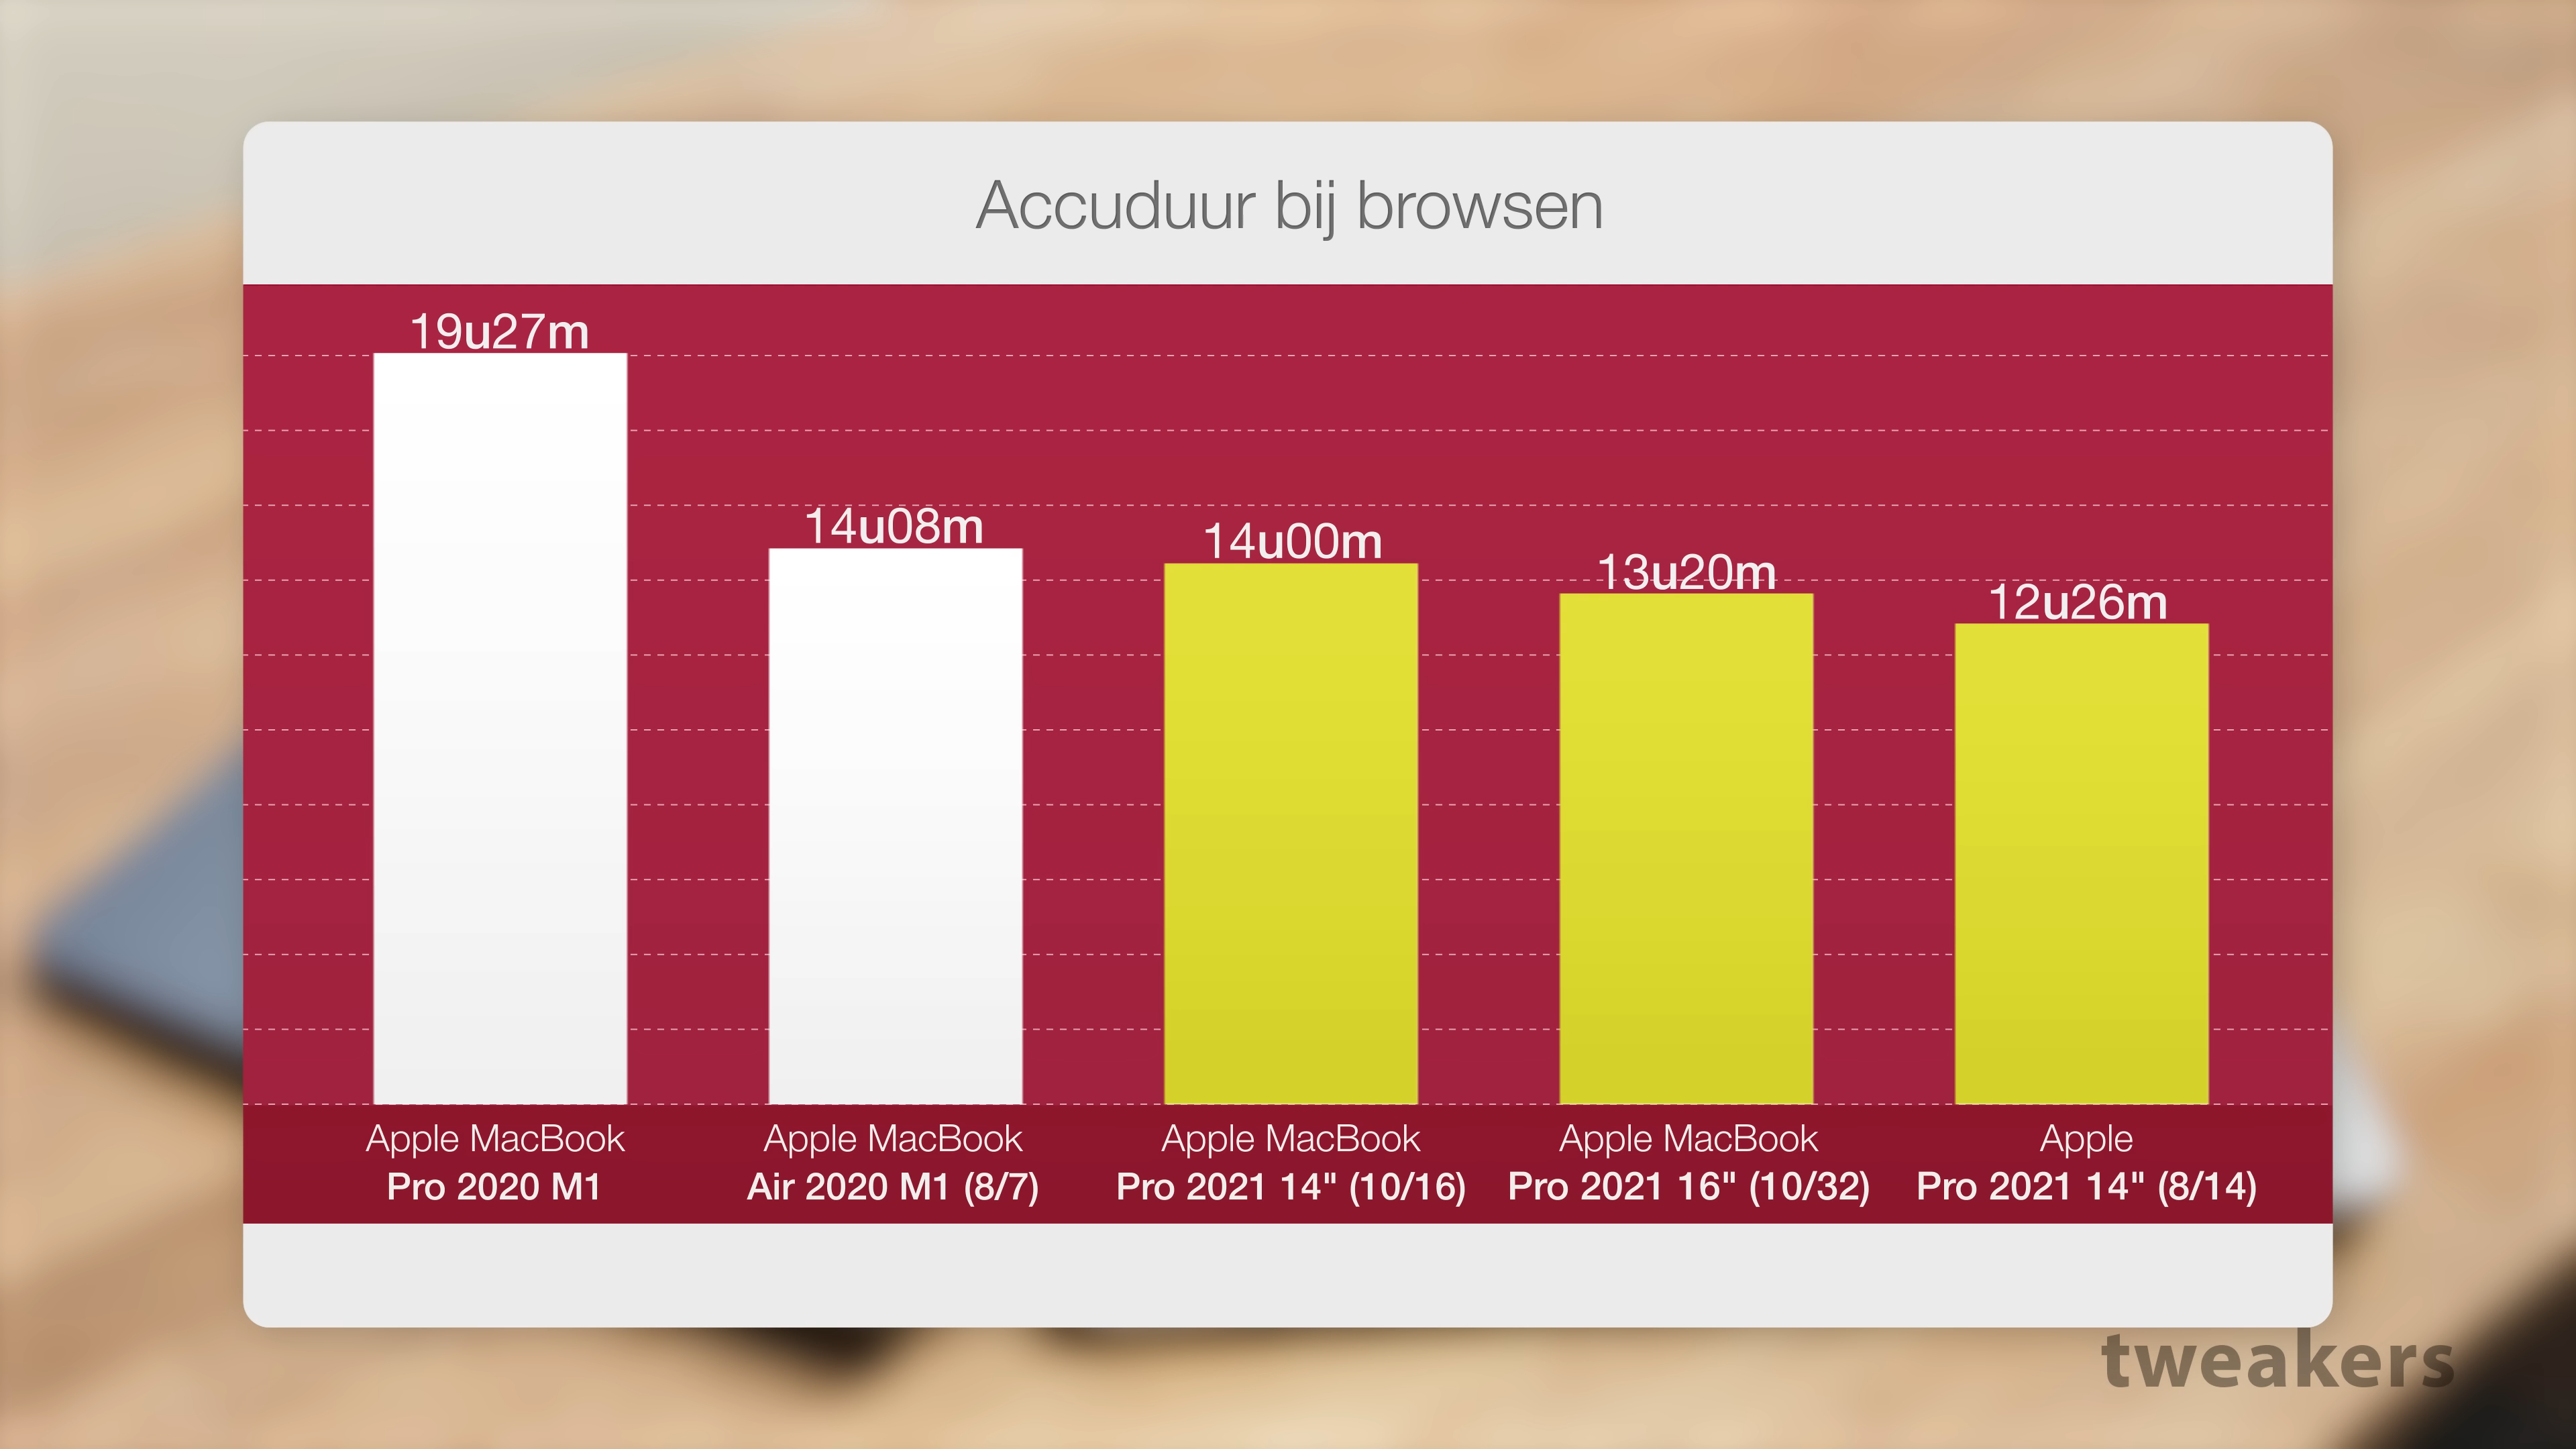 Accuduur bij browsen
19u27m
14u08m
14u00m
13u20m
12u26m
Apple MacBook
Pro 2020 M1
Apple MacBook
Air 2020 M1 (8/7)
Apple MacBook
Pro 2021 14" (10/16)
Apple MacBook
Pro 2021 16" (10/32)
Apple
Pro 2021 14" (8/14)
tweakers